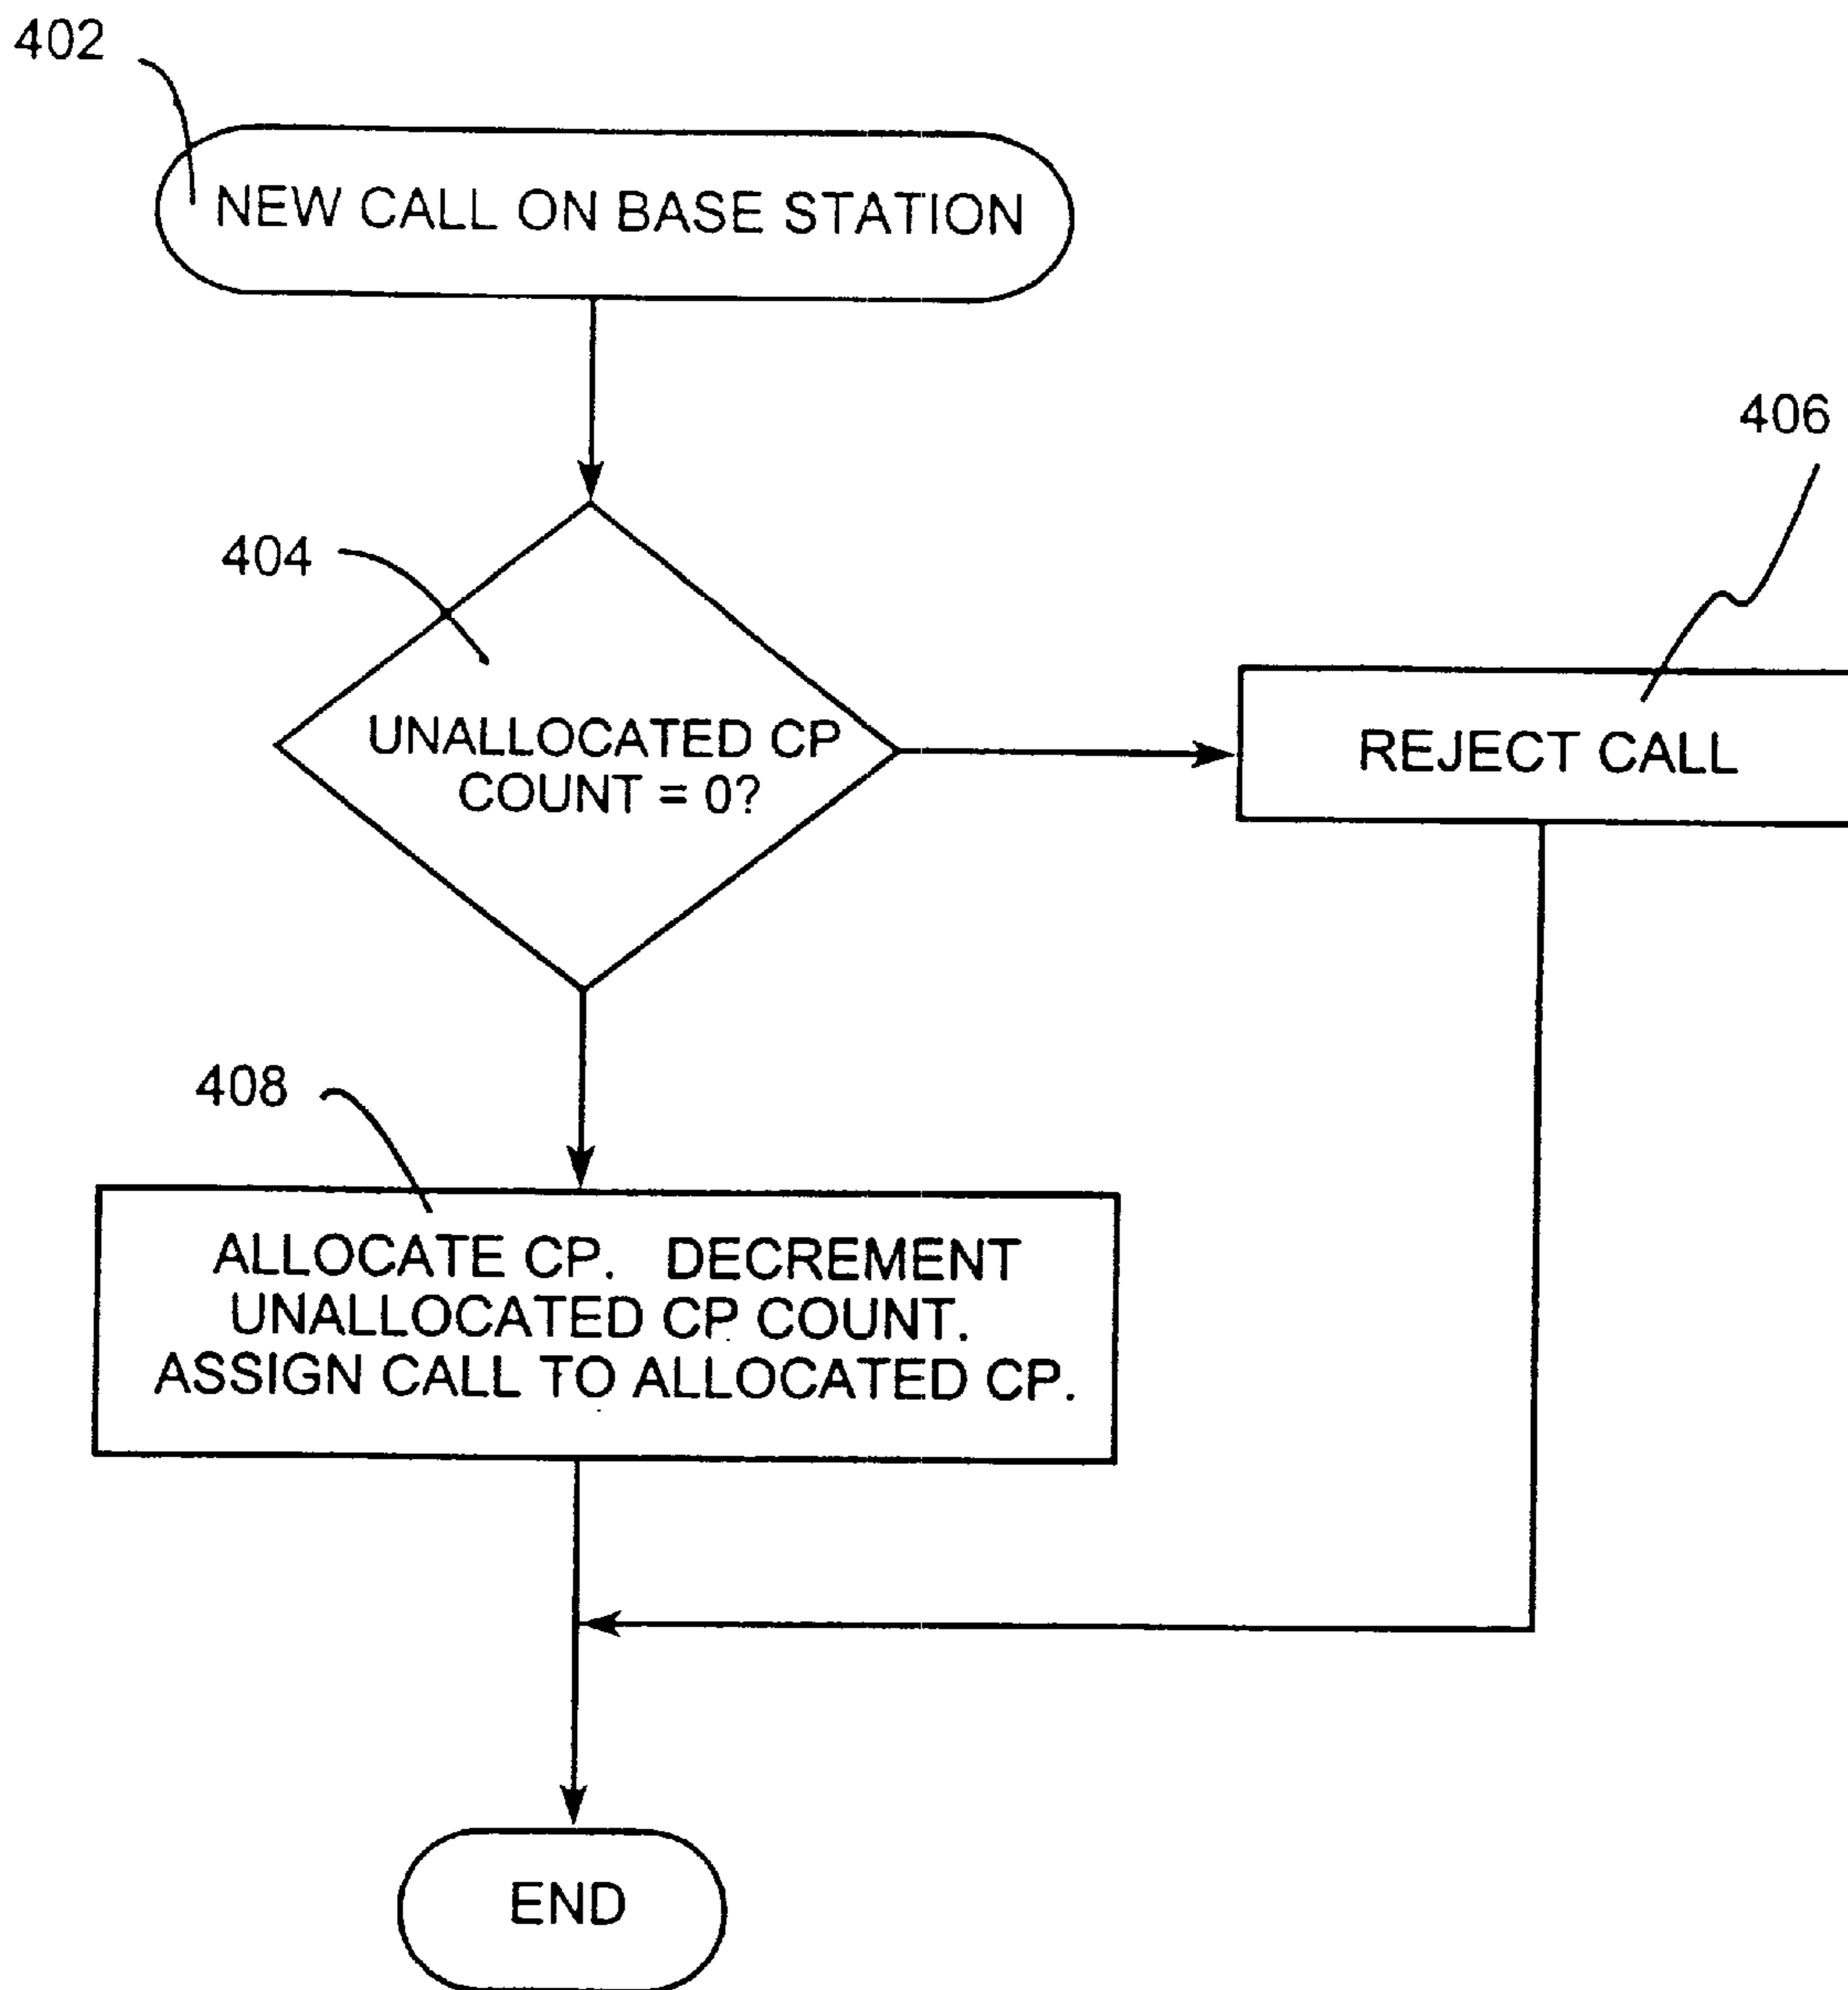 402
NEW CALL ON BASE STATION
404
UNALLOCATED CP
COUNT = 0?
406
REJECT CALL
408
ALLOCATE CP. DECREMENT
UNALLOCATED CP COUNT.
ASSIGN CALL TO ALLOCATED CP.
END